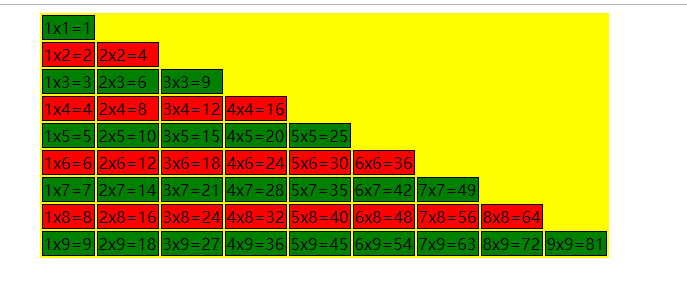 1x1=1
1x2=2 2x2=4
1x3=3 2x3=6 3x3=9
1x4=4 2x4=8 3x4=12 4x4=16
1x5=5 2x5=10 3x5=15 4x5=20 5x5=25
1x6=6 2x6=12 3x6=18 4x6=24 5x6=30 6x6=36
1x7=7 2x7=14 3x7=21 4x7=28 5x7=35 6x7=42 7x7=49
1x8=8 2x8=16 3x8=24 4x8=32 5x8=40 6x8=48 7x8=56 8x8=64
1x9=9 2x9=18 3x9=27 4x9=36 5x9=45 6x9=54 7x9=63 8x9=72 9x9=81